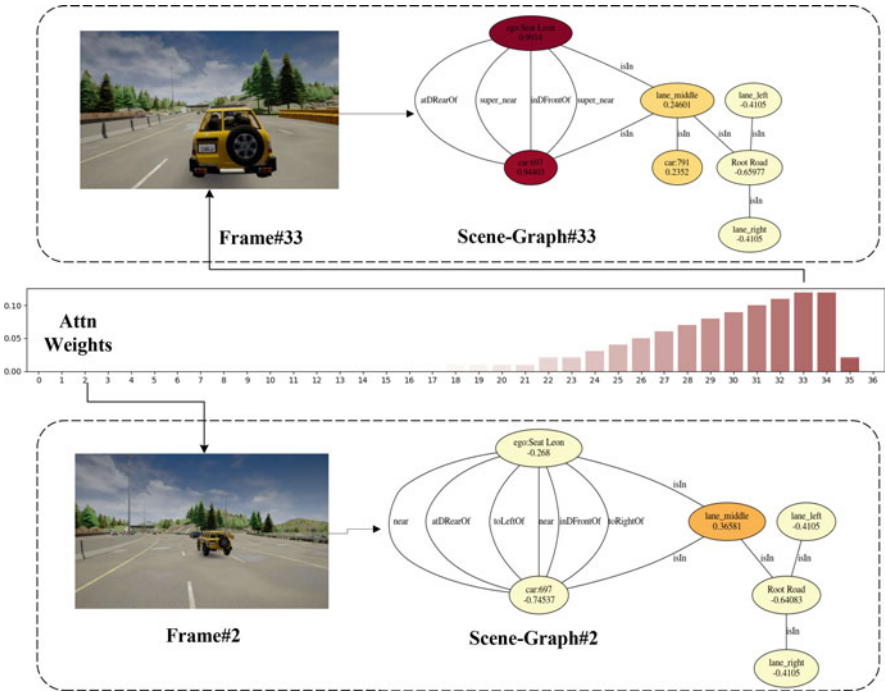 ego:Seat Leon
0.9914
atDRearOf
super_near
inDFrontOf
super_near
isIn
lane_middle
0.24601
lane_left
-0.4105
isIn
isIn
isIn
isIn
car:697
0.94403
car:791
0.2352
Root Road
-0.65977
isIn
lane_right
-0.4105
Frame#33
Scene-Graph#33
0.10
0.05
0.00
Attn
Weights
0 1 2 3 4 5 6 7 8 9 10 11 12 13 14 15 16 17 18 19 20 21 22 23 24 25 26 27 28 29 30 31 32 33 34 35 36
ego:Seat Leon
-0.268
isIn
near
atDRearOf
toLeftOf
near
inDFrontOf
toRightOf
lane_middle
0.36581
lane_left
-0.4105
isIn
isIn
isIn
car:697
-0.74537
Root Road
-0.64083
isIn
lane_right
-0.4105
Frame#2
Scene-Graph#2